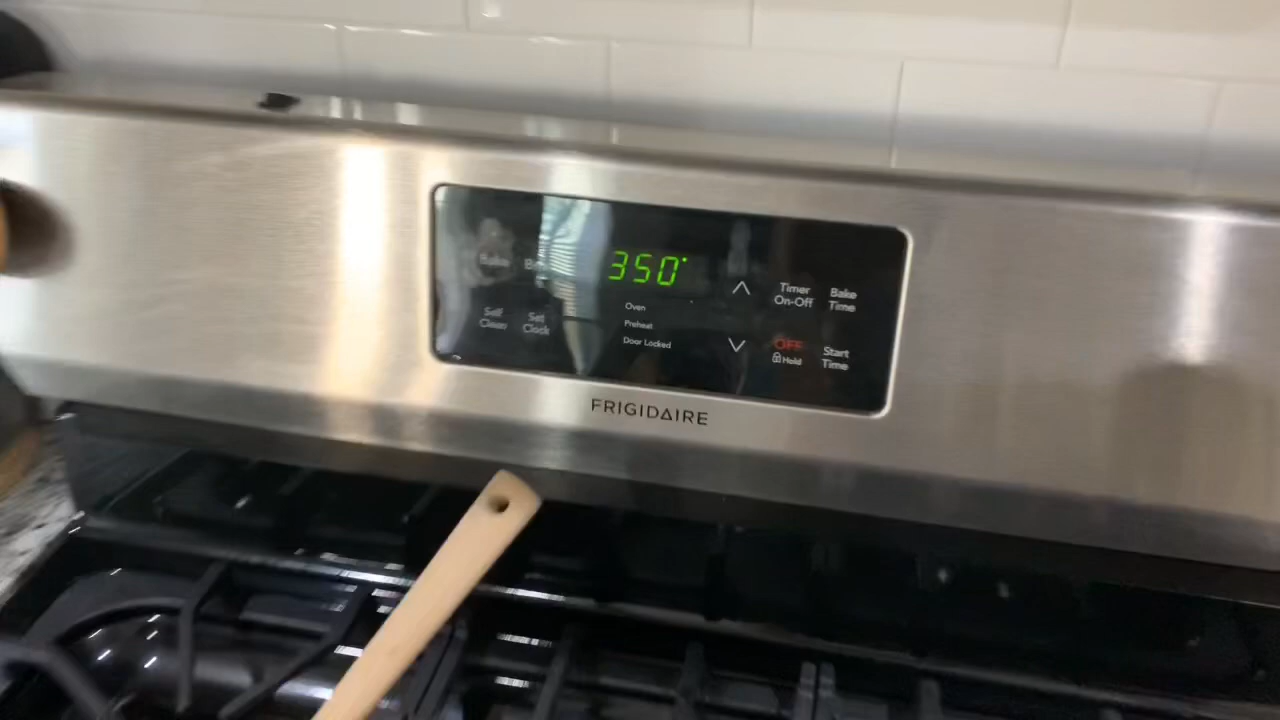 Bake
350°
Timer
On-Off
Bake
Time
Self
Clean
Set
Clock
Oven
Preheat
Door Locked
OFF
Hold
Start
Time
FRIGIDAIRE